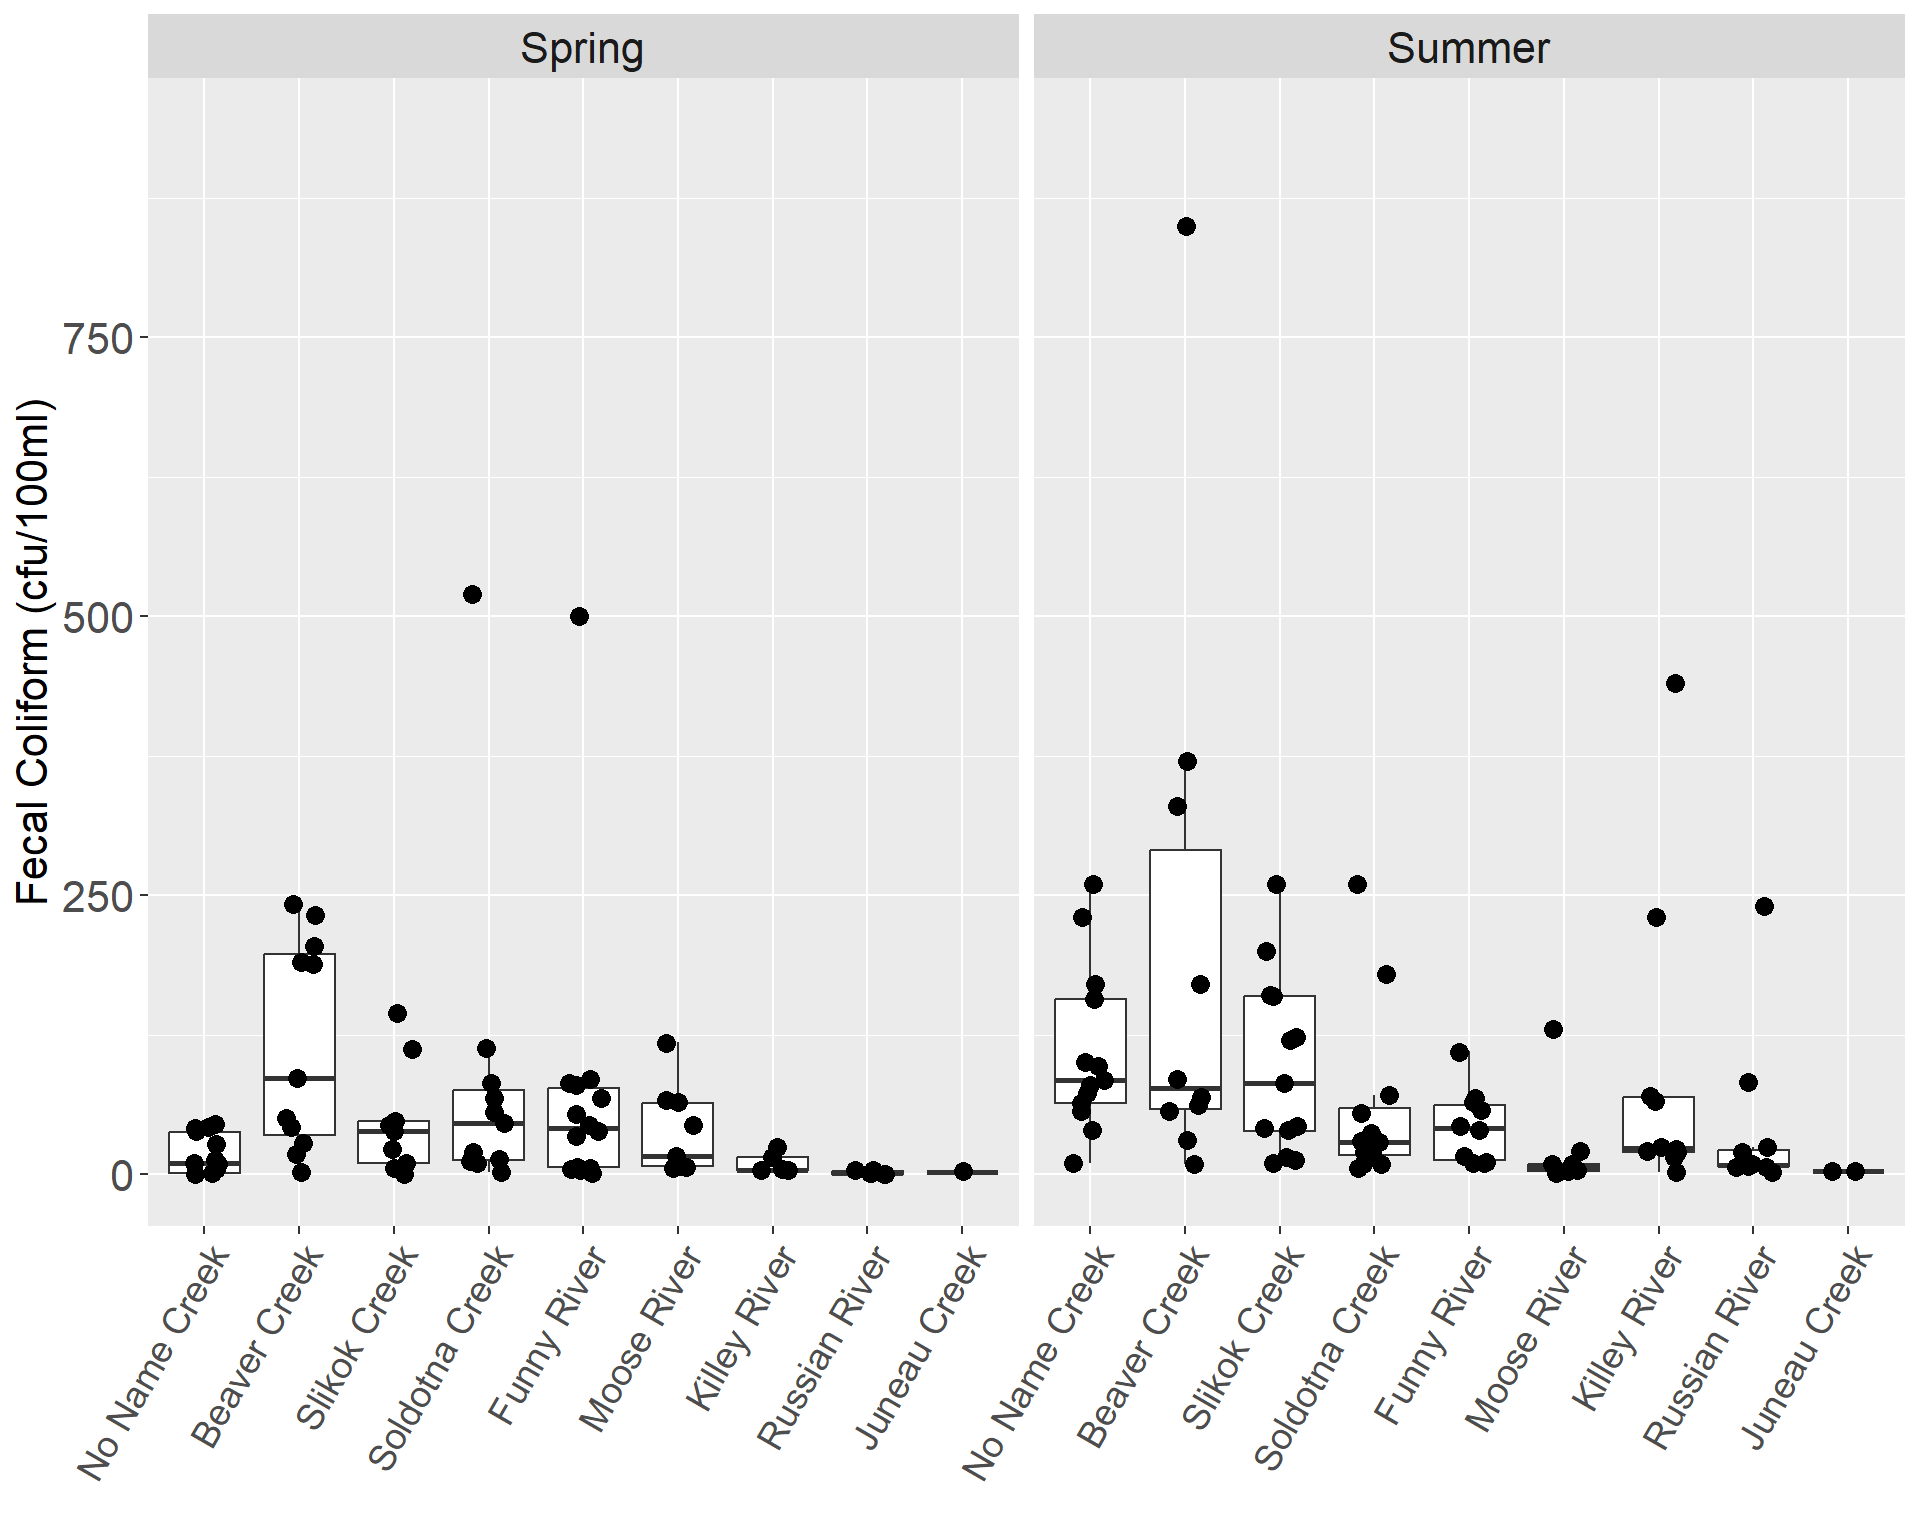 Spring
Summer
Fecal Coliform (cfu/100ml)
750
500
250
0
No Name Creek
Beaver Creek
Slikok Creek
Soldotna Creek
Funny River
Moose River
Killey River
Russian River
Juneau Creek
No Name Creek
Beaver Creek
Slikok Creek
Soldotna Creek
Funny River
Moose River
Killey River
Russian River
Juneau Creek